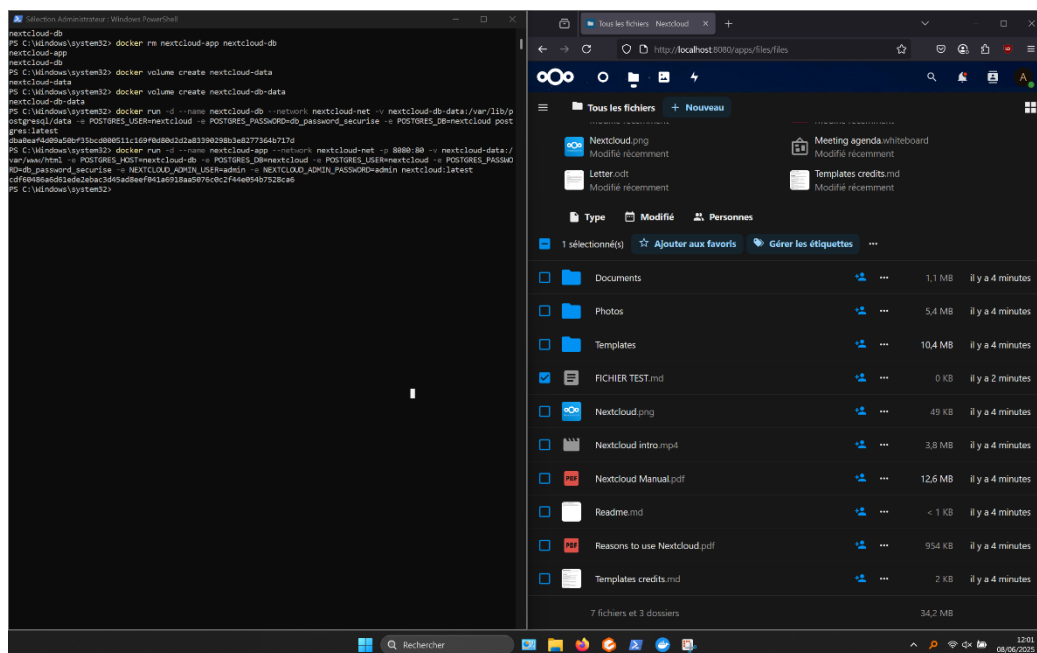 Sélection Administrateur : Windows PowerShell
nextcloud-db
PS C:\Windows\system32> docker rm nextcloud-app nextcloud-db
nextcloud-app
nextcloud-db
PS C:\Windows\system32> docker volume create nextcloud-data
nextcloud-data
PS C:\Windows\system32> docker volume create nextcloud-db-data
nextcloud-db-data
PS C:\Windows\system32> docker run -d --name nextcloud-db --network nextcloud-net -v nextcloud-db-data:/var/lib/p
ostgresql/data -e POSTGRES_USER=nextcloud -e POSTGRES_PASSWORD=db_password_securise -e POSTGRES_DB=nextcloud post
gres:latest
dba0eaf4d09a50bf35bcd000511c169f0d80d2d2a83390298b3e8277364b717d
PS C:\Windows\system32> docker run -d --name nextcloud-app --network nextcloud-net -p 8080:80 -v nextcloud-data:/
var/www/html -e POSTGRES_HOST=nextcloud-db -e POSTGRES_DB=nextcloud -e POSTGRES_USER=nextcloud -e POSTGRES_PASSWO
RD=db_password_securise -e NEXTCLOUD_ADMIN_USER=admin -e NEXTCLOUD_ADMIN_PASSWORD=admin nextcloud:latest
cdf60486a6d61ede2ebac3d45ad8eef041a6918aa5076c0c2f44e054b7528ca6
PS C:\Windows\system32>
Tous les fichiers Nextcloud
http://localhost:8080/apps/files/files
A
Tous les fichiers + Nouveau
Modifié récemment Modifié récemment
Nextcloud.png Meeting agenda.whiteboard
Modifié récemment Modifié récemment
Letter.odt Templates credits.md
Modifié récemment Modifié récemment
Type Modifié Personnes
1 sélectionné(s) Ajouter aux favoris Gérer les étiquettes
Documents 1,1 MB il y a 4 minutes
Photos 5,4 MB il y a 4 minutes
Templates 10,4 MB il y a 4 minutes
FICHIER TEST.md 0 KB il y a 2 minutes
Nextcloud.png 49 KB il y a 4 minutes
Nextcloud intro.mp4 3,8 MB il y a 4 minutes
PDF Nextcloud Manual.pdf 12,6 MB il y a 4 minutes
Readme.md < 1 KB il y a 4 minutes
PDF Reasons to use Nextcloud.pdf 954 KB il y a 4 minutes
Templates credits.md 2 KB il y a 4 minutes
7 fichiers et 3 dossiers 34,2 MB
Rechercher
12:01
08/06/2025